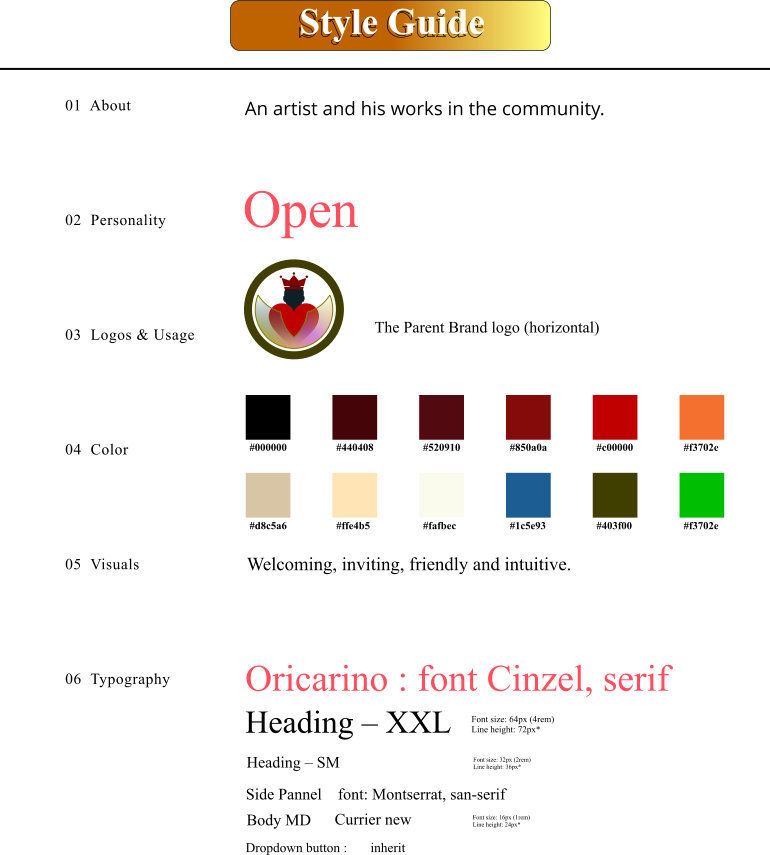 Style Guide
01 About
An artist and his works in the community.
02 Personality
Open
03 Logos & Usage
The Parent Brand logo (horizontal)
04 Color
#000000 #440408 #520910 #850a0a #c00000 #f3702e
#d8c5a6 #ffe4b5 #fafbec #1c5e93 #403f00 #f3702e
05 Visuals
Welcoming, inviting, friendly and intuitive.
06 Typography
Oricarino : font Cinzel, serif
Heading – XXL
Font size: 64px (4rem)
Line height: 72px*
Heading – SM
Font size: 32px (2rem)
Line height: 36px*
Side Pannel font: Montserrat, san-serif
Body MD Currier new
Font size: 16px (1rem)
Line height: 24px*
Dropdown button : inherit